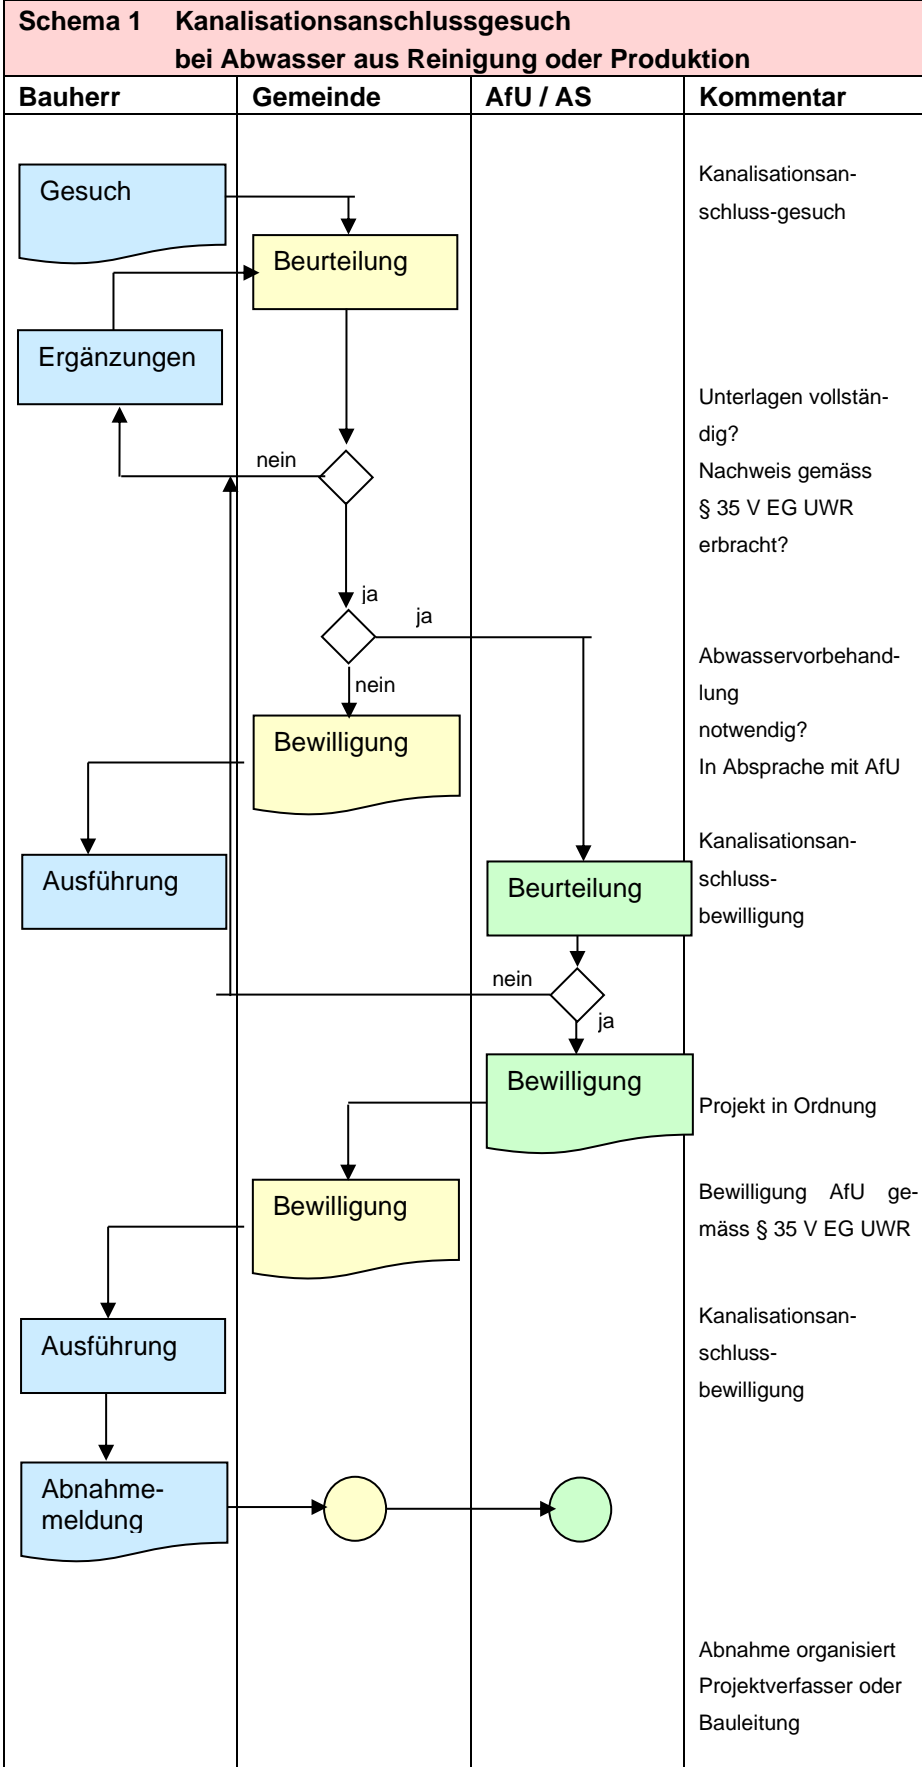 Schema 1 Kanalisationsanschlussgesuch
bei Abwasser aus Reinigung oder Produktion
Bauherr Gemeinde AfU / AS Kommentar
Gesuch
Kanalisationsan-
schluss-gesuch
Beurteilung
Ergänzungen
Unterlagen vollstän-
dig?
nein
Nachweis gemäss
§ 35 V EG UWR
erbracht?
ja
ja
Abwasservorbehand-
lung
nein
notwendig?
Bewilligung
In Absprache mit AfU
Kanalisationsan-
schluss-
bewilligung
Ausführung
Beurteilung
nein
ja
Bewilligung
Projekt in Ordnung
Bewilligung
Bewilligung AfU ge-
mäss § 35 V EG UWR
Kanalisationsan-
schluss-
bewilligung
Ausführung
Abnahme-
meldung
Abnahme organisiert
Projektverfasser oder
Bauleitung